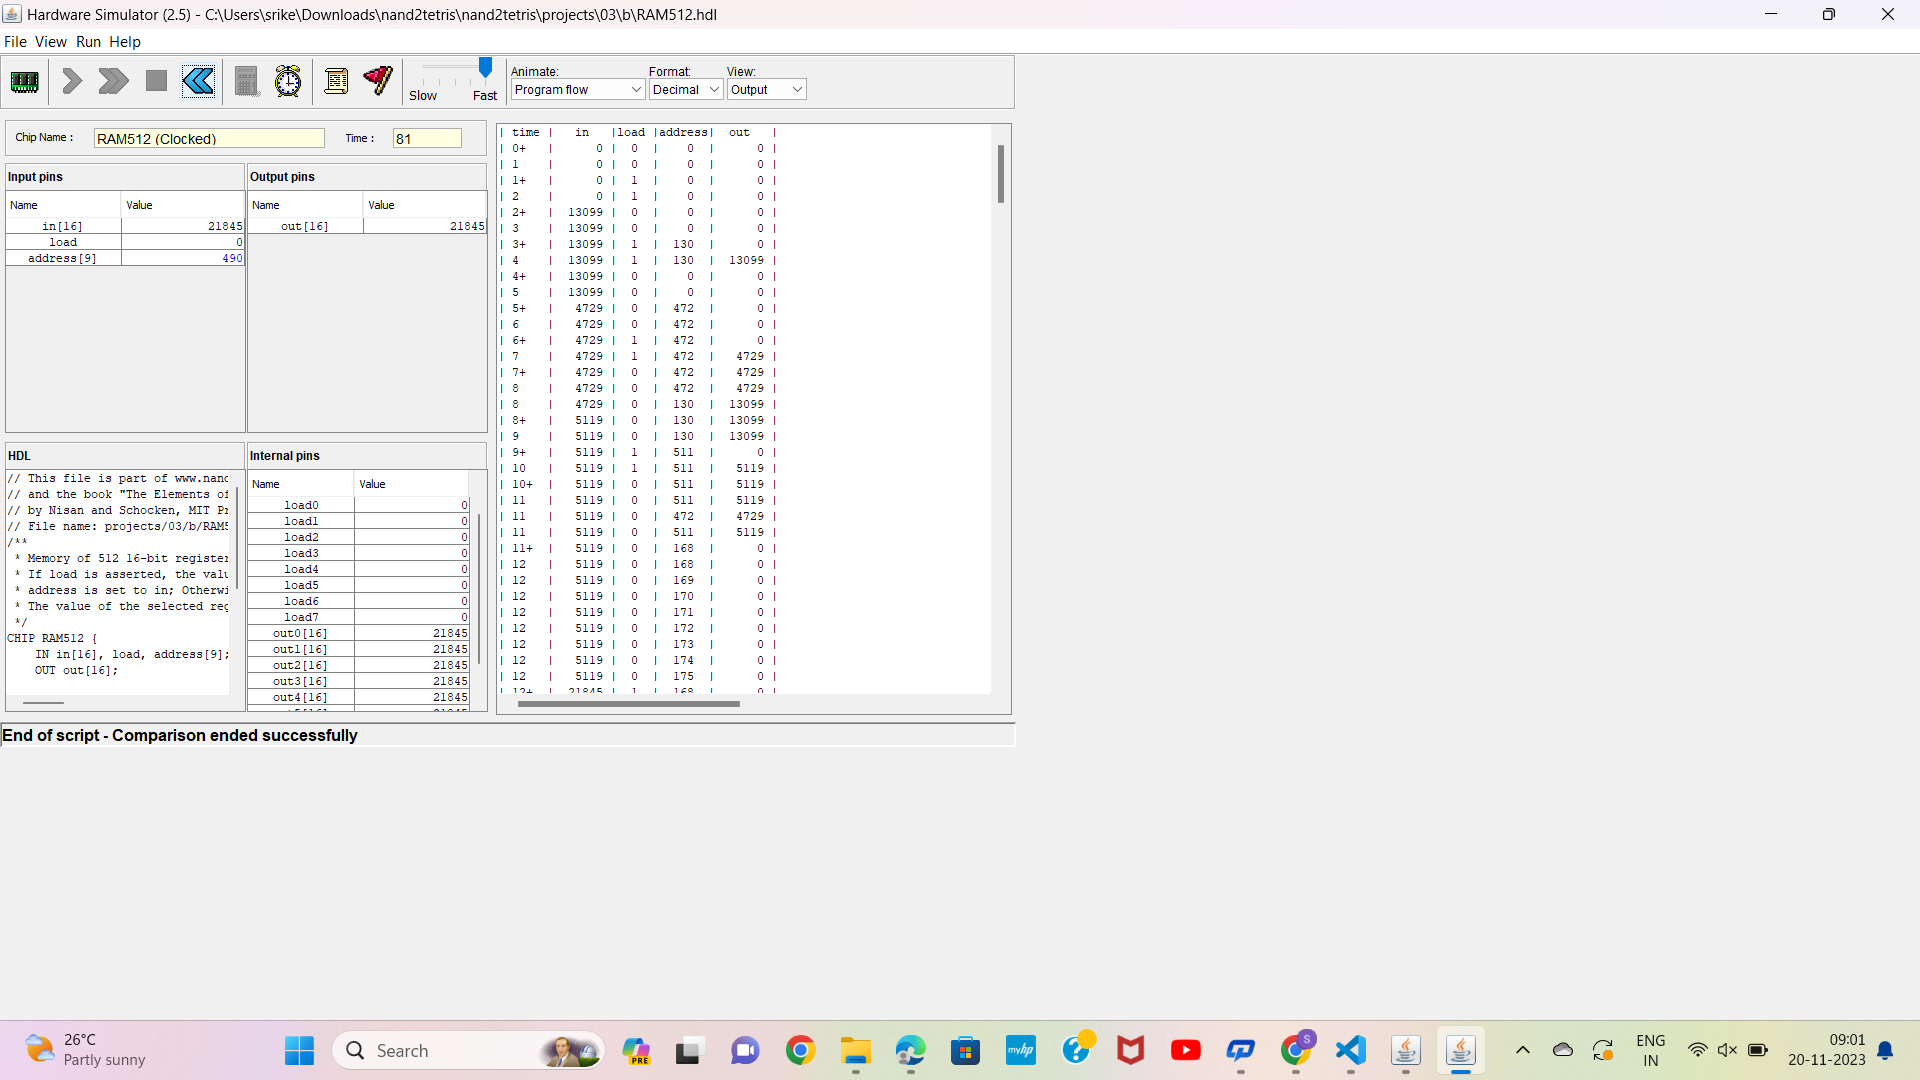 Hardware Simulator (2.5) - C:\Users\srike\Downloads\nand2tetris\nand2tetris\projects\03\b\RAM512.hdl
File View Run Help
Slow Fast
Animate: Format: View:
Program flow Decimal Output
Chip Name : RAM512 (Clocked) Time : 81
Input pins
Name Value
in[16] 21845
load 0
address[9] 490
Output pins
Name Value
out[16] 21845
HDL
// This file is part of www.nand
// and the book "The Elements of
// by Nisan and Schocken, MIT Pr
// File name: projects/03/b/RAM5
/**
* Memory of 512 16-bit register
* If load is asserted, the valu
* address is set to in; Otherwi
* The value of the selected reg
*/
CHIP RAM512 {
IN in[16], load, address[9];
OUT out[16];
Internal pins
Name Value
load0 0
load1 0
load2 0
load3 0
load4 0
load5 0
load6 0
load7 0
out0[16] 21845
out1[16] 21845
out2[16] 21845
out3[16] 21845
out4[16] 21845
| time | in |load |address| out |
| 0+ | 0 | 0 | 0 | 0 |
| 1 | 0 | 0 | 0 | 0 |
| 1+ | 0 | 1 | 0 | 0 |
| 2 | 0 | 1 | 0 | 0 |
| 2+ | 13099 | 0 | 0 | 0 |
| 3 | 13099 | 0 | 0 | 0 |
| 3+ | 13099 | 1 | 130 | 0 |
| 4 | 13099 | 1 | 130 | 13099 |
| 4+ | 13099 | 0 | 0 | 0 |
| 5 | 13099 | 0 | 0 | 0 |
| 5+ | 4729 | 0 | 472 | 0 |
| 6 | 4729 | 0 | 472 | 0 |
| 6+ | 4729 | 1 | 472 | 0 |
| 7 | 4729 | 1 | 472 | 4729 |
| 7+ | 4729 | 0 | 472 | 4729 |
| 8 | 4729 | 0 | 472 | 4729 |
| 8 | 4729 | 0 | 130 | 13099 |
| 8+ | 5119 | 0 | 130 | 13099 |
| 9 | 5119 | 0 | 130 | 13099 |
| 9+ | 5119 | 1 | 511 | 0 |
| 10 | 5119 | 1 | 511 | 5119 |
| 10+ | 5119 | 0 | 511 | 5119 |
| 11 | 5119 | 0 | 511 | 5119 |
| 11 | 5119 | 0 | 472 | 4729 |
| 11 | 5119 | 0 | 511 | 5119 |
| 11+ | 5119 | 0 | 168 | 0 |
| 12 | 5119 | 0 | 168 | 0 |
| 12 | 5119 | 0 | 169 | 0 |
| 12 | 5119 | 0 | 170 | 0 |
| 12 | 5119 | 0 | 171 | 0 |
| 12 | 5119 | 0 | 172 | 0 |
| 12 | 5119 | 0 | 173 | 0 |
| 12 | 5119 | 0 | 174 | 0 |
| 12 | 5119 | 0 | 175 | 0 |
| 12+ | 21845 | 1 | 168 | 0 |
End of script - Comparison ended successfully
26°C
Partly sunny
Search
PRE
myhp
S
ENG
IN
09:01
20-11-2023